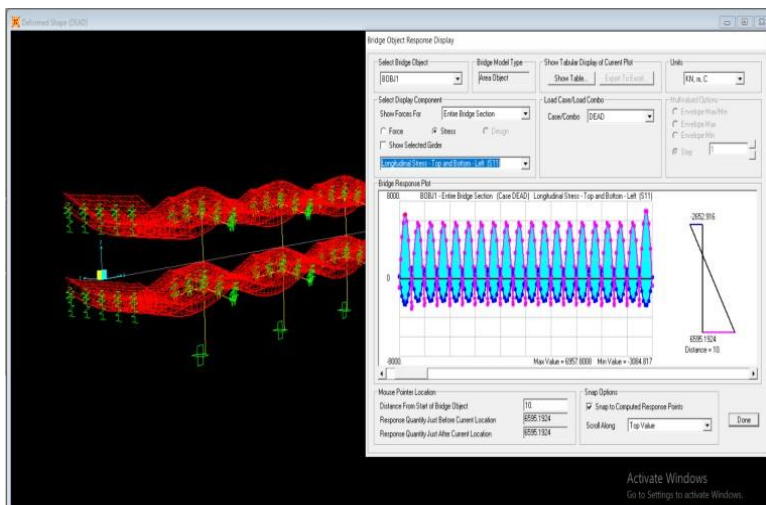 Deformed Shape (DEAD)
Bridge Object Response Display
Select Bridge Object
BOBJ1
Bridge Model Type
Area Object
Show Tabular Display of Current Plot
Show Table...
Export To Excel...
Units
KN, m, C
Select Display Component
Show Forces For
Entire Bridge Section
Force
Stress
Design
Show Selected Girder
Longitudinal Stress - Top and Bottom - Left (S11)
Load Case/Load Combo
Case/Combo
DEAD
Multivalued Options
Envelope Max/Min
Envelope Max
Envelope Min
Step
1
Bridge Response Plot
8000.
BOBJ1 - Entire Bridge Section (Case DEAD) Longitudinal Stress - Top and Bottom - Left (S11)
0
-8000.
Max Value = 6957.8008 Min Value = -3084.817
-2652.916
6595.1924
Distance = 10.
Mouse Pointer Location
Distance From Start of Bridge Object
10.
Response Quantity Just Before Current Location
6595.1924
Response Quantity Just After Current Location
6595.1924
Snap Options
Snap to Computed Response Points
Scroll Along
Top Value
Done
Activate Windows
Go to Settings to activate Windows.